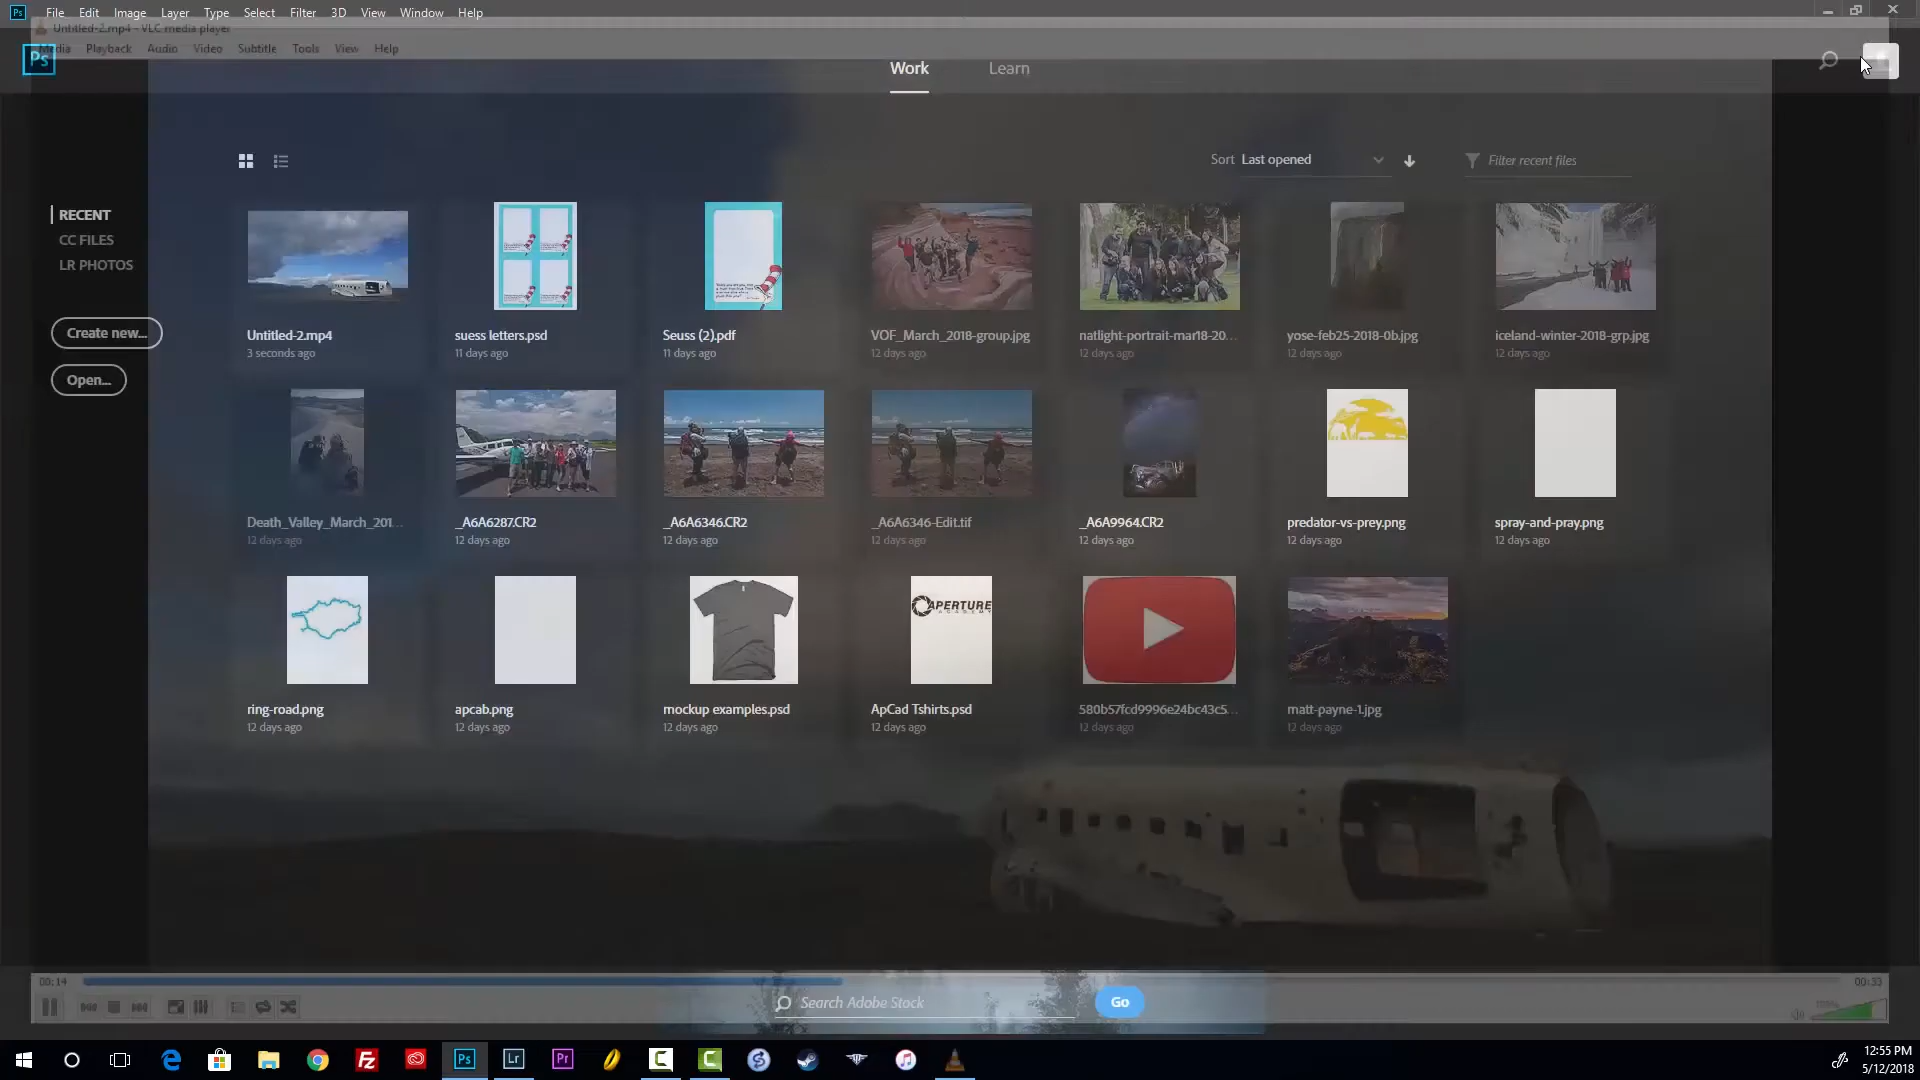 Ps File Edit Image Layer Type Select Filter 3D View Window Help
Untitled-2.mp4 - VLC media player
Media Playback Audio Video Subtitle Tools View Help
Ps
Work Learn
Sort Last opened Filter recent files
RECENT
CC FILES
LR PHOTOS
Create new...
Open...
Untitled-2.mp4 suess letters.psd Seuss (2).pdf VOF_March_2018-group.jpg natlight-portrait-mar18-20... yose-feb25-2018-0b.jpg iceland-winter-2018-grp.jpg
3 seconds ago 11 days ago 11 days ago 12 days ago 12 days ago 12 days ago 12 days ago
Death_Valley_March_201... _A6A6287.CR2 _A6A6346.CR2 _A6A6346-Edit.tif _A6A9964.CR2 predator-vs-prey.png spray-and-pray.png
12 days ago 12 days ago 12 days ago 12 days ago 12 days ago 12 days ago 12 days ago
APERTURE
ring-road.png apcab.png mockup examples.psd ApCad Tshirts.psd 580b57fcd9996e24bc43c5... matt-payne-1.jpg
12 days ago 12 days ago 12 days ago 12 days ago 12 days ago 12 days ago
00:14 00:33
Search Adobe Stock Go
Ps Lr Pr
12:55 PM
5/12/2018